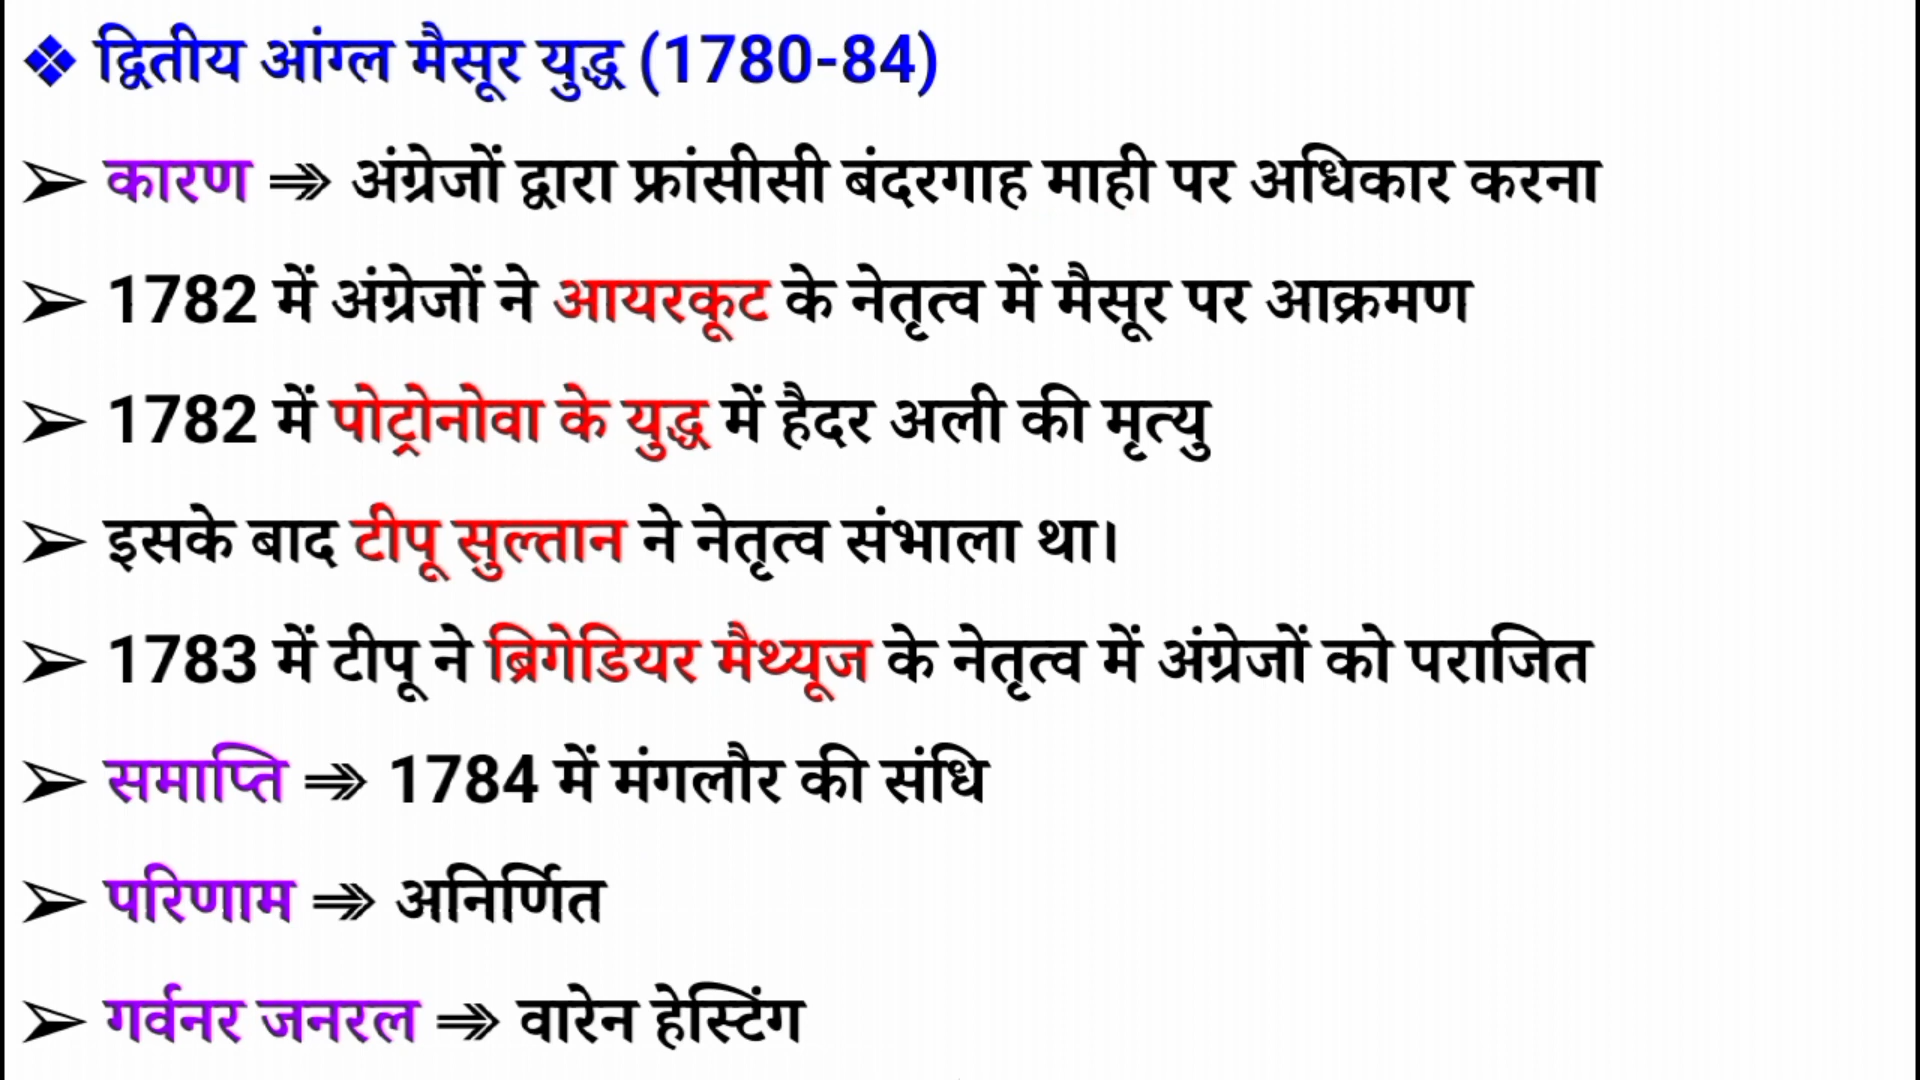 ❖ द्वितीय आंग्ल मैसूर युद्ध (1780-84)
➢ कारण ⇒ अंग्रेजों द्वारा फ्रांसीसी बंदरगाह माही पर अधिकार करना
➢ 1782 में अंग्रेजों ने आयरकूट के नेतृत्व में मैसूर पर आक्रमण
➢ 1782 में पोट्रोनोवा के युद्ध में हैदर अली की मृत्यु
➢ इसके बाद टीपू सुल्तान ने नेतृत्व संभाला था।
➢ 1783 में टीपू ने ब्रिगेडियर मैथ्यूज के नेतृत्व में अंग्रेजों को पराजित
➢ समाप्ति ⇒ 1784 में मंगलौर की संधि
➢ परिणाम ⇒ अनिर्णित
➢ गर्वनर जनरल ⇒ वारेन हेस्टिंग